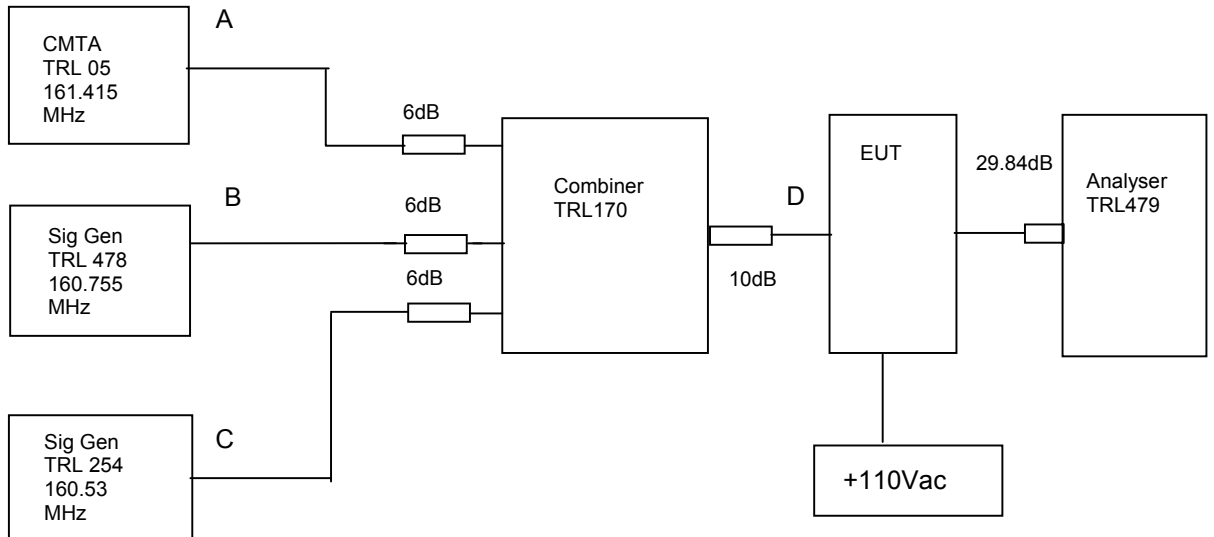 A
CMTA
TRL 05
161.415
MHz
6dB
B
Sig Gen
TRL 478
160.755
MHz
6dB
6dB
C
Sig Gen
TRL 254
160.53
MHz
Combiner
TRL170
10dB
D
EUT
29.84dB
Analyser
TRL479
+110Vac